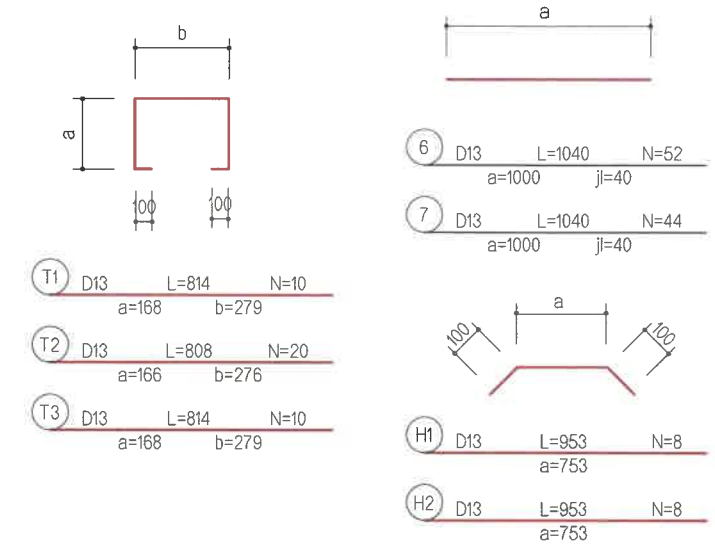 b
a
100 100
T1 D13 L=814 N=10
a=168 b=279
T2 D13 L=808 N=20
a=166 b=276
T3 D13 L=814 N=10
a=168 b=279
a
6 D13 L=1040 N=52
a=1000 jl=40
7 D13 L=1040 N=44
a=1000 jl=40
a
100 100
H1 D13 L=953 N=8
a=753
H2 D13 L=953 N=8
a=753